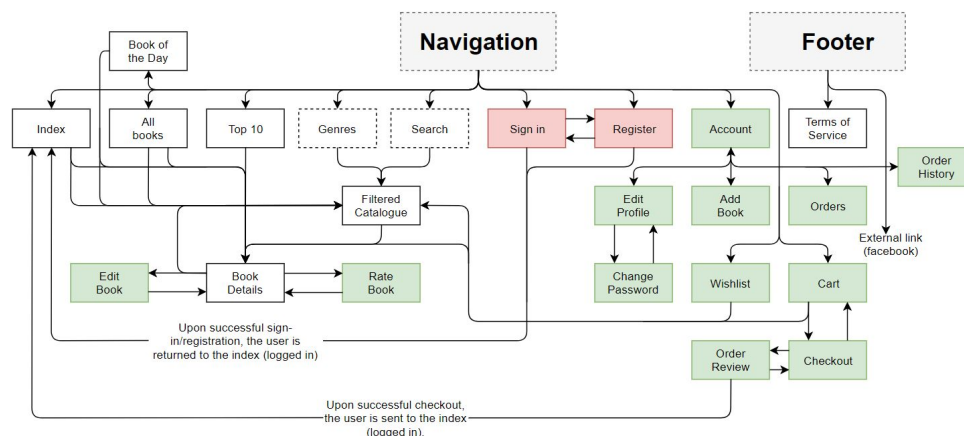 Navigation
Footer
Book of
the Day
Index
All
books
Top 10
Genres
Search
Sign in
Register
Account
Terms of
Service
Order
History
Filtered
Catalogue
Edit
Profile
Add
Book
Orders
External link
(facebook)
Edit
Book
Book
Details
Rate
Book
Change
Password
Wishlist
Cart
Upon successful sign-
in/registration, the user is
returned to the index (logged in)
Order
Review
Checkout
Upon successful checkout,
the user is sent to the index
(logged in).